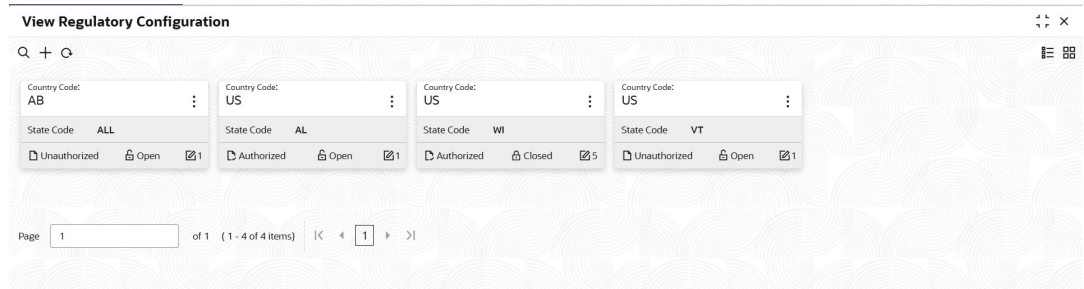 View Regulatory Configuration
Country Code:
AB
State Code ALL
Unauthorized Open 1
Country Code:
US
State Code AL
Authorized Open 1
Country Code:
US
State Code WI
Authorized Closed 5
Country Code:
US
State Code VT
Unauthorized Open 1
Page 1 of 1 ( 1 - 4 of 4 items) 1